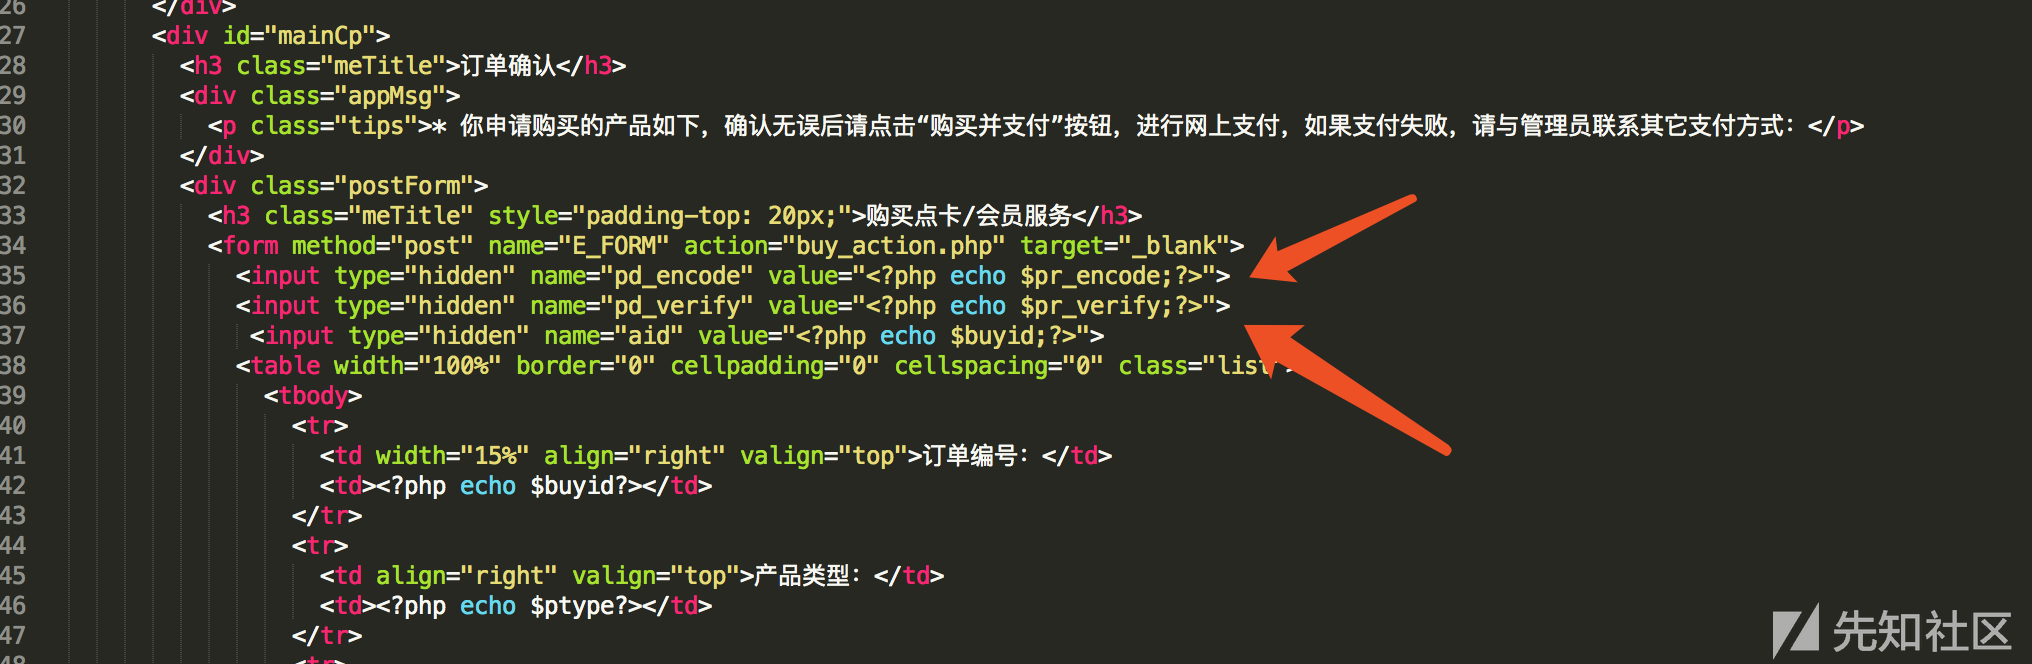 26 </div>
27 <div id="mainCp">
28 <h3 class="meTitle">订单确认</h3>
29 <div class="appMsg">
30 <p class="tips">* 你申请购买的产品如下，确认无误后请点击“购买并支付”按钮，进行网上支付，如果支付失败，请与管理员联系其它支付方式：</p>
31 </div>
32 <div class="postForm">
33 <h3 class="meTitle" style="padding-top: 20px;">购买点卡/会员服务</h3>
34 <form method="post" name="E_FORM" action="buy_action.php" target="_blank">
35 <input type="hidden" name="pd_encode" value="<?php echo $pr_encode;?>">
36 <input type="hidden" name="pd_verify" value="<?php echo $pr_verify;?>">
37 <input type="hidden" name="aid" value="<?php echo $buyid;?>">
38 <table width="100%" border="0" cellpadding="0" cellspacing="0" class="list">
39 <tbody>
40 <tr>
41 <td width="15%" align="right" valign="top">订单编号：</td>
42 <td><?php echo $buyid?></td>
43 </tr>
44 <tr>
45 <td align="right" valign="top">产品类型：</td>
46 <td><?php echo $ptype?></td>
47 </tr>
48 <tr>
先知社区